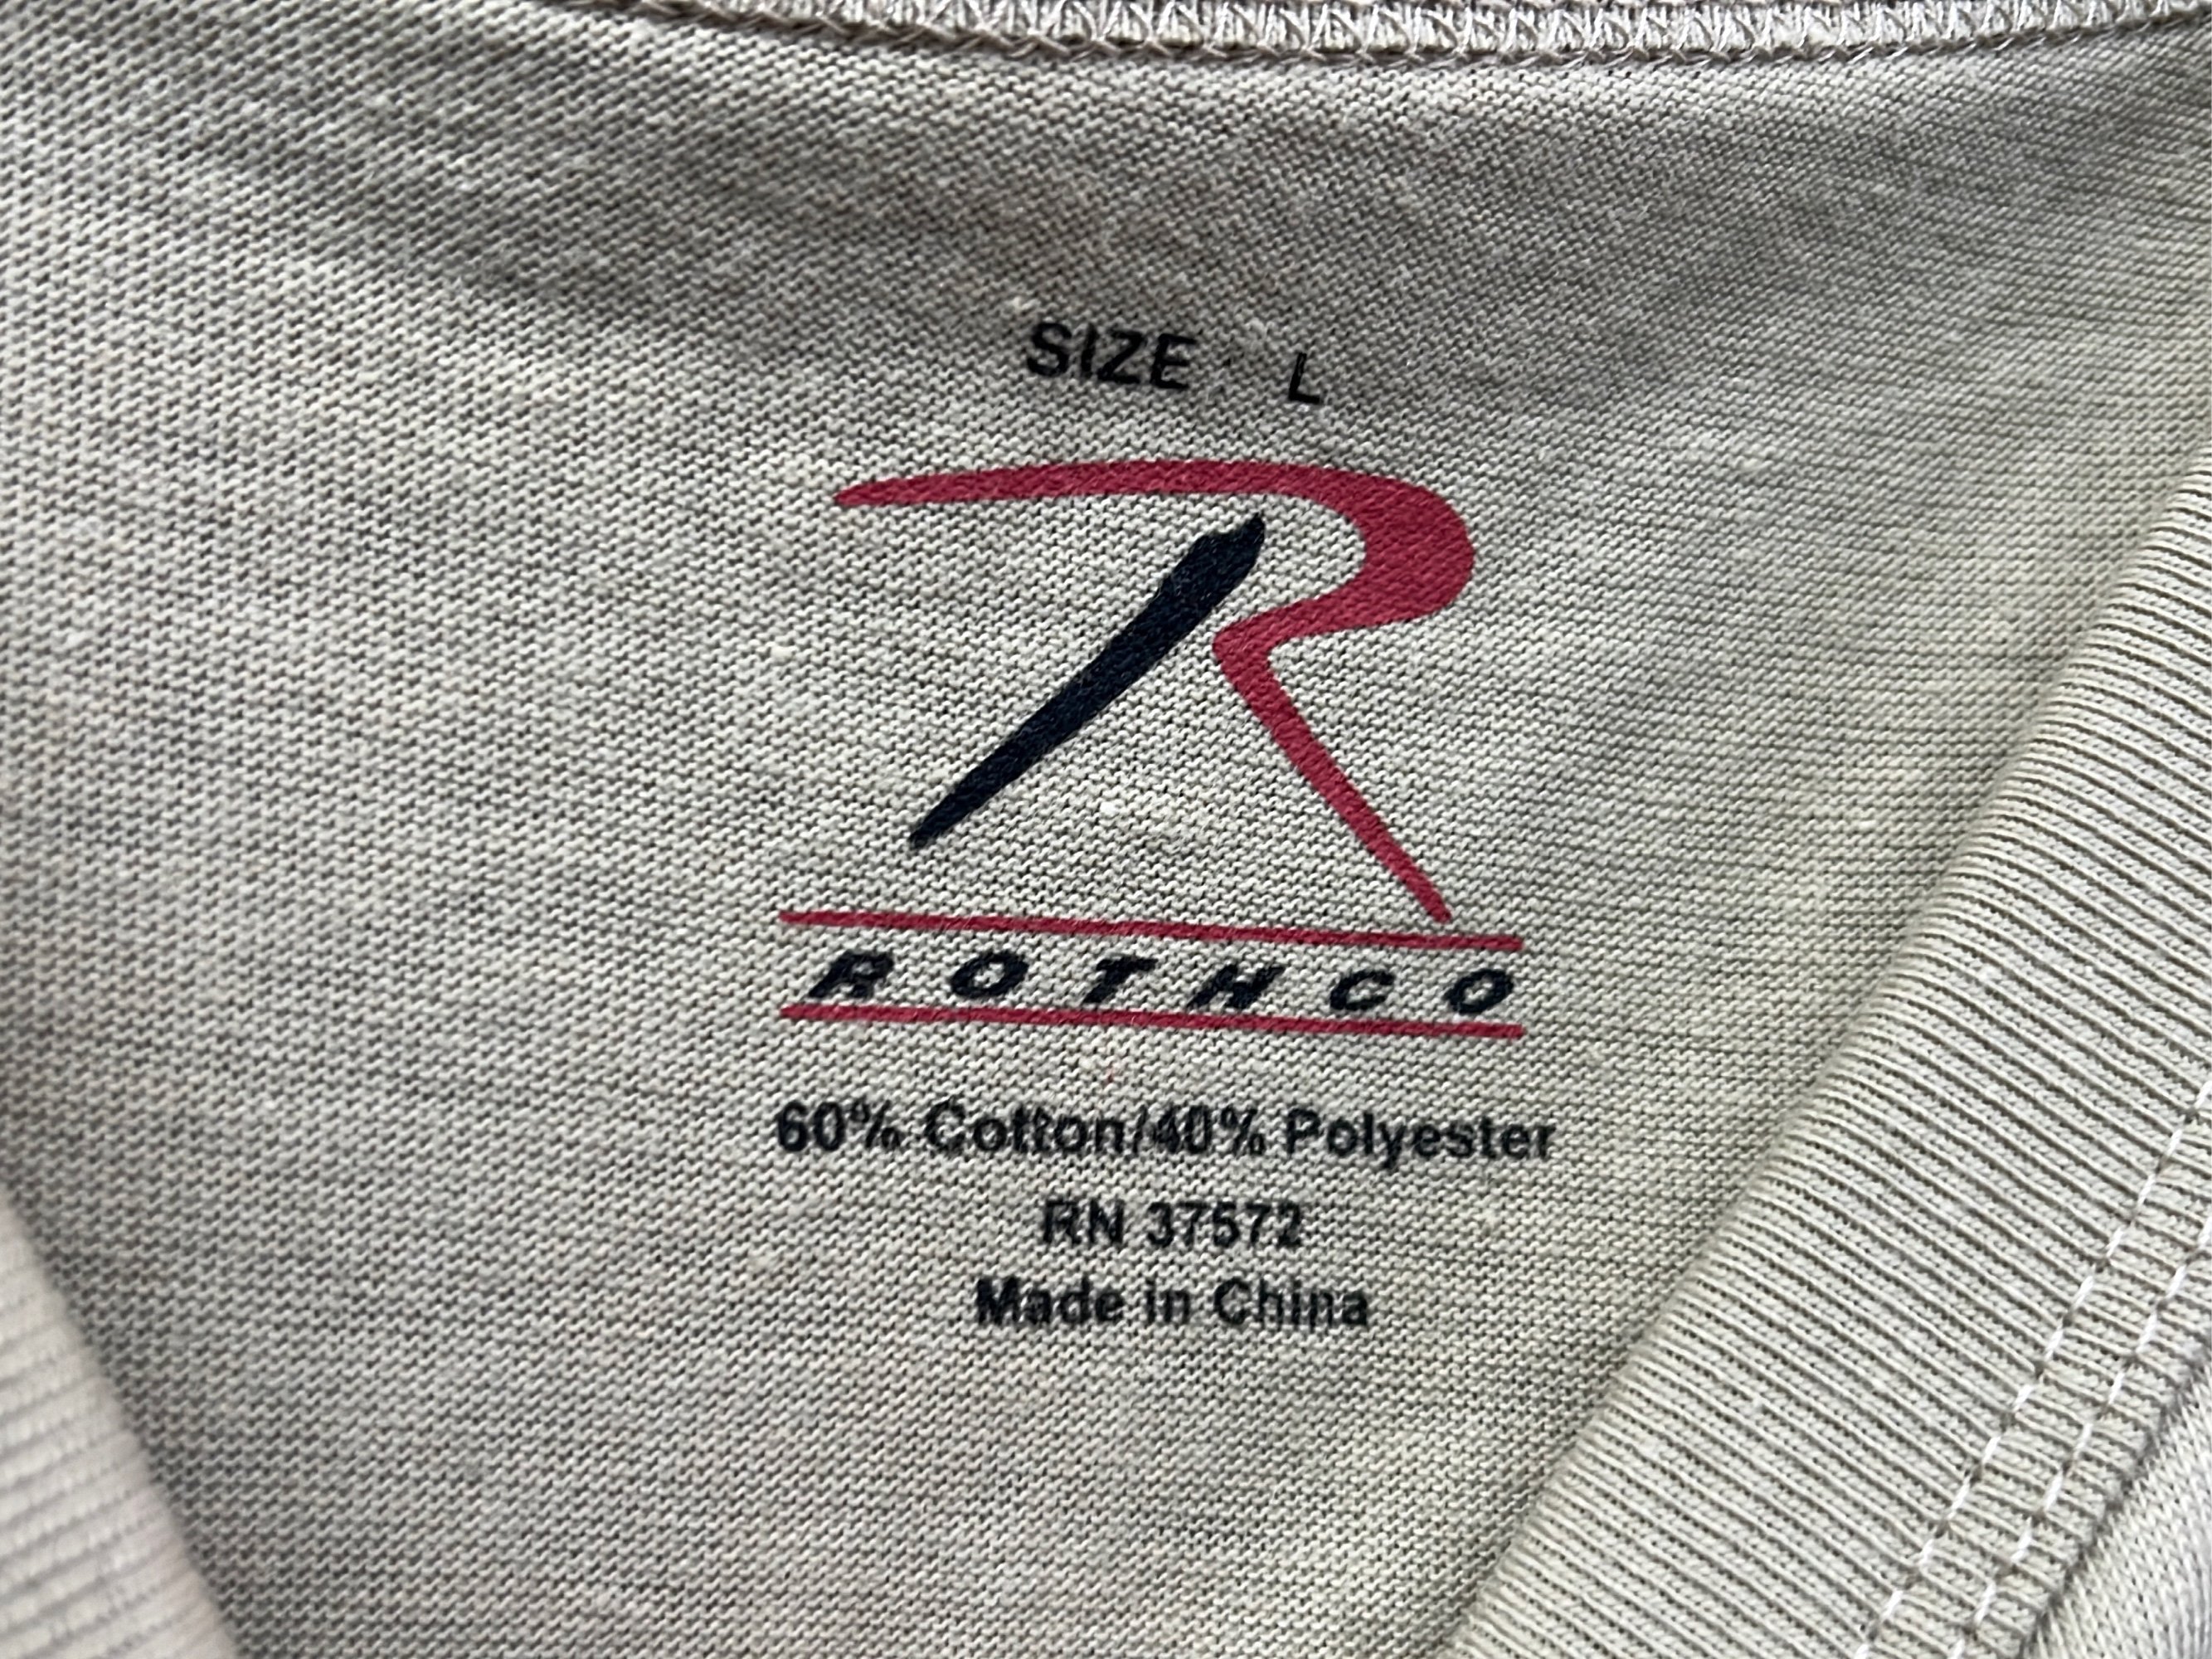 SIZE: L
R
ROTHCO
60% Cotton/40% Polyester
RN 37572
Made in China